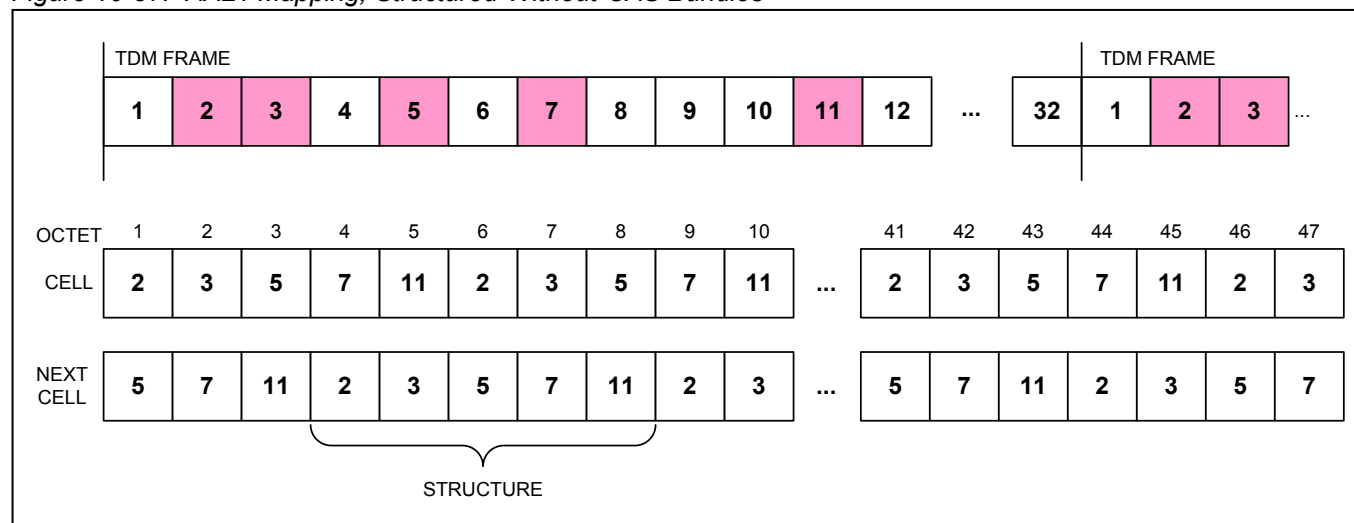 Figure AAL1 Mapping, Structured-Without-CAS Bundles
TDM FRAME TDM FRAME
1 2 3 4 5 6 7 8 9 10 11 12 ... 32 1 2 3 ...
OCTET 1 2 3 4 5 6 7 8 9 10 41 42 43 44 45 46 47
CELL 2 3 5 7 11 2 3 5 7 11 ... 2 3 5 7 11 2 3
NEXT
CELL
5 7 11 2 3 5 7 11 2 3 ... 5 7 11 2 3 5 7
STRUCTURE